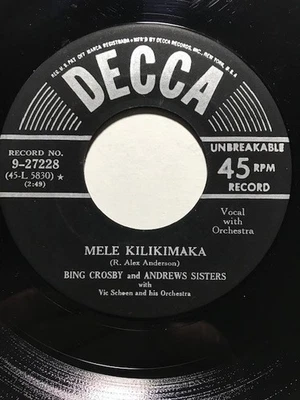 REG. U.S. PAT. OFF. MARCA REGISTRADA • MFR'D BY DECCA RECORDS, INC., NEW YORK, U.S.A.
DECCA
RECORD NO.
9-27228
(45-L 5830) ★
(2:49)
UNBREAKABLE
45 RPM
RECORD
Vocal
with
Orchestra
MELE KILIKIMAKA
(R. Alex Anderson)
BING CROSBY and ANDREWS SISTERS
with
Vic Schoen and his Orchestra